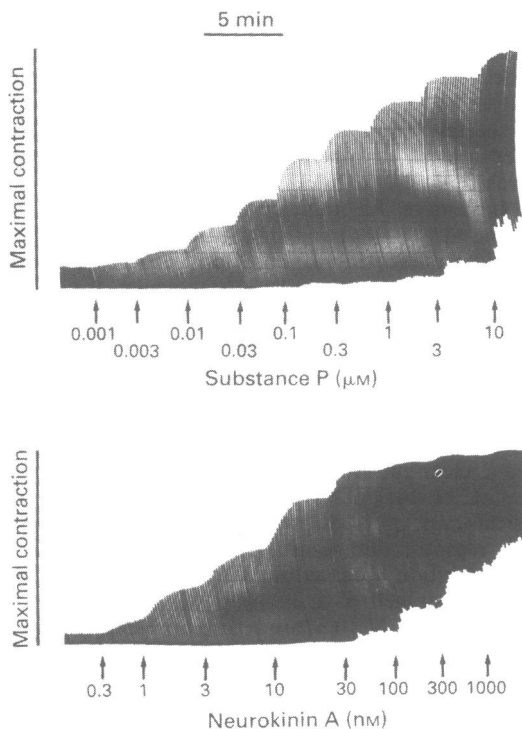 5 min
Maximal contraction
0.001 0.01 0.1 1 10
0.003 0.03 0.3 3
Substance P (μM)
Maximal contraction
0.3 1 3 10 30 100 300 1000
Neurokinin A (nM)